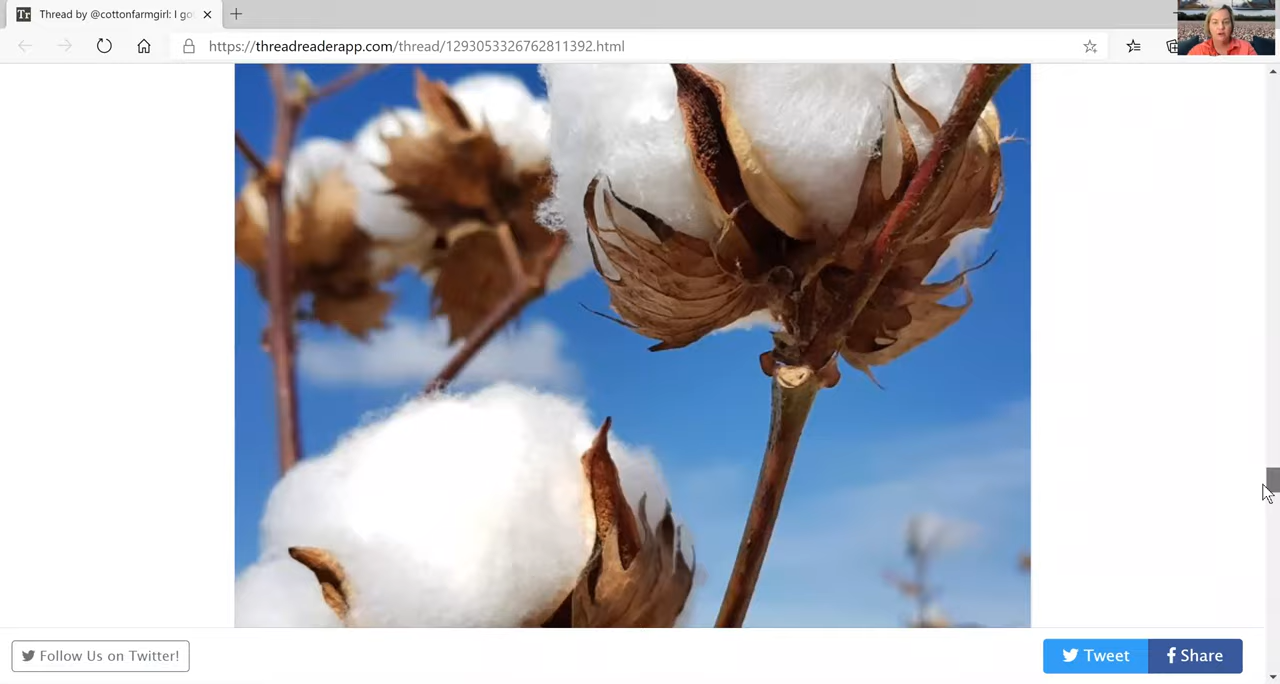 Thread by @cottonfarmgirl: I go
https://threadreaderapp.com/thread/1293053326762811392.html
Follow Us on Twitter!
Tweet
Share